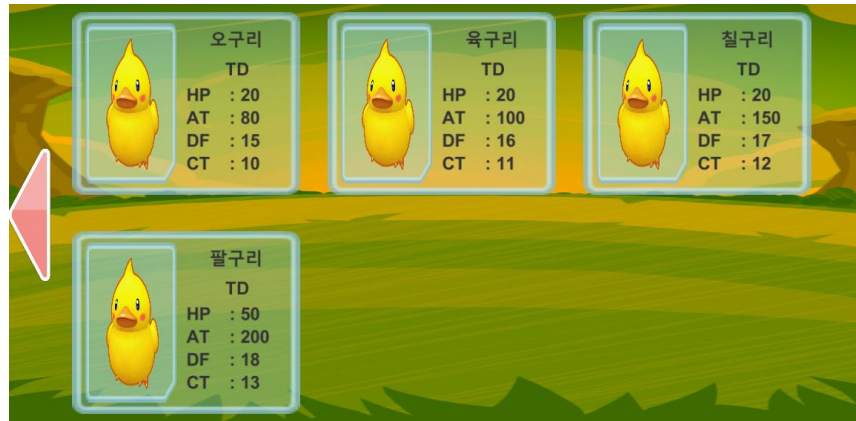 오구리
TD
HP : 20
AT : 80
DF : 15
CT : 10
육구리
TD
HP : 20
AT : 100
DF : 16
CT : 11
칠구리
TD
HP : 20
AT : 150
DF : 17
CT : 12
팔구리
TD
HP : 50
AT : 200
DF : 18
CT : 13